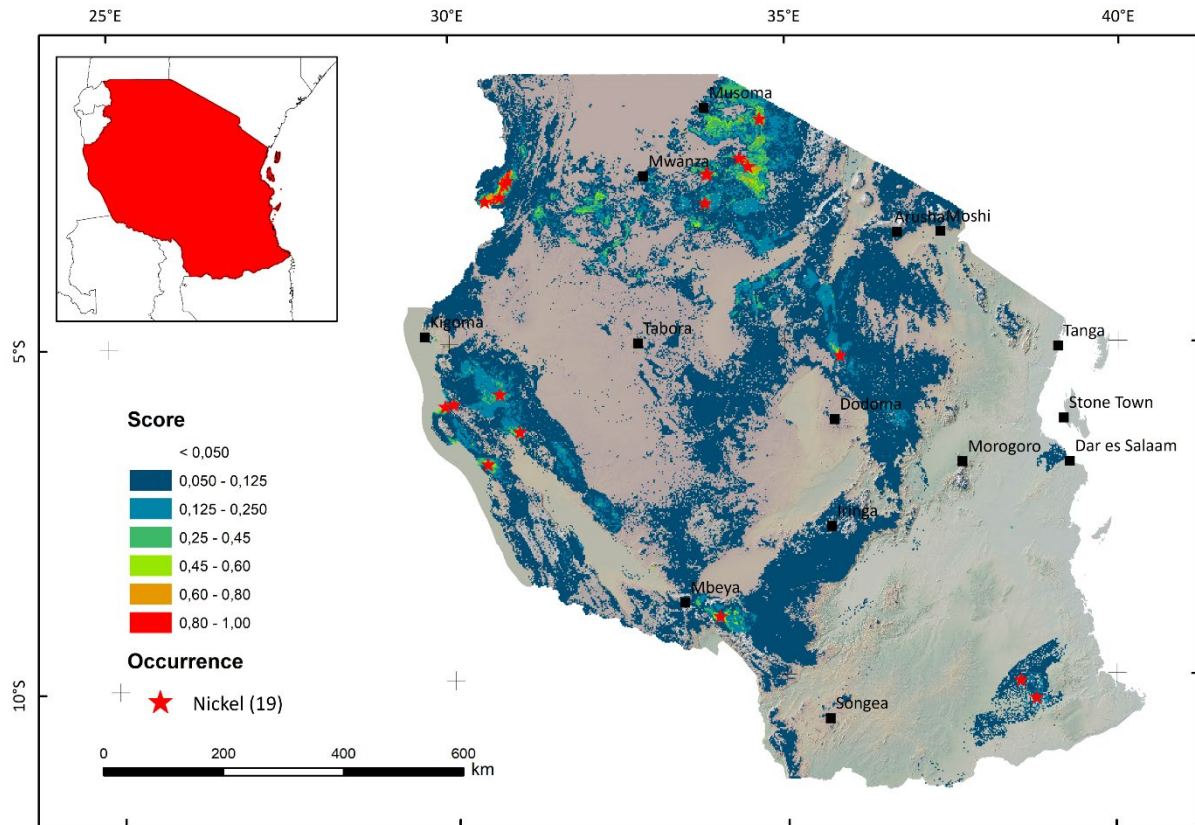 25°E
30°E
35°E
40°E
Musoma
Mwanza
Arusha
Moshi
Kigoma
Tabora
Tanga
5°S
Dodoma
Stone Town
Morogoro
Dar es Salaam
Score
< 0,050
0,050 - 0,125
0,125 - 0,250
0,25 - 0,45
0,45 - 0,60
0,60 - 0,80
0,80 - 1,00
Iringa
Mbeya
Occurrence
Nickel (19)
10°S
Songea
0 200 400 600
km